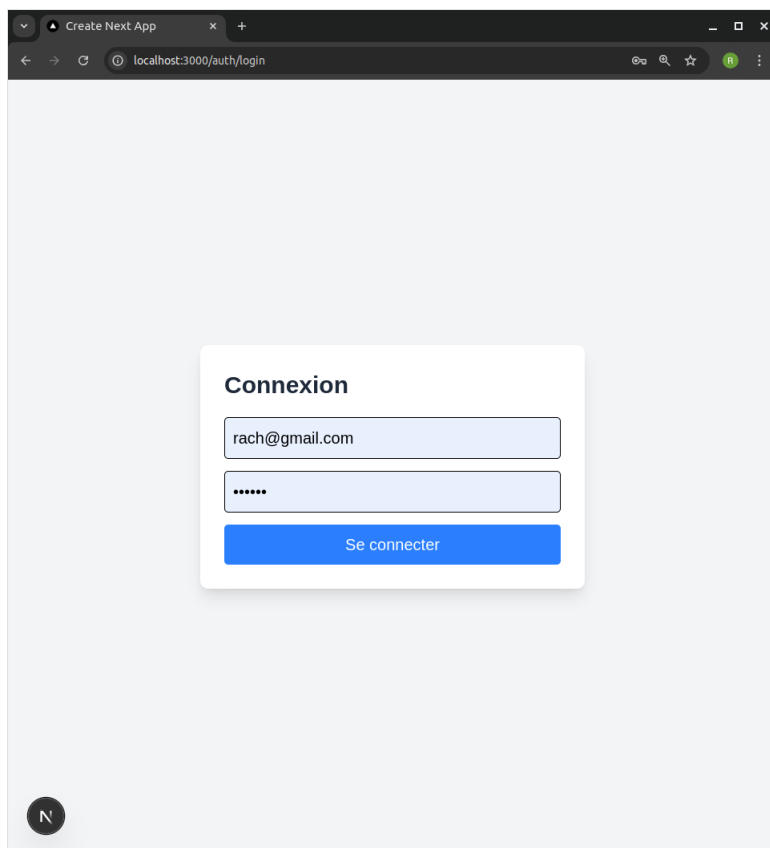 Create Next App
localhost:3000/auth/login
R
Connexion
rach@gmail.com
••••••
Se connecter
N